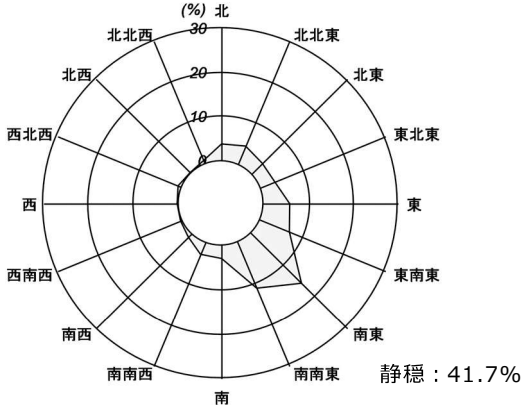 (%) 北
30
北北西
北北東
20
北西
北東
10
西北西
東北東
0
西
東
西南西
東南東
南西
南東
南南西
南南東
静穏：41.7%
南